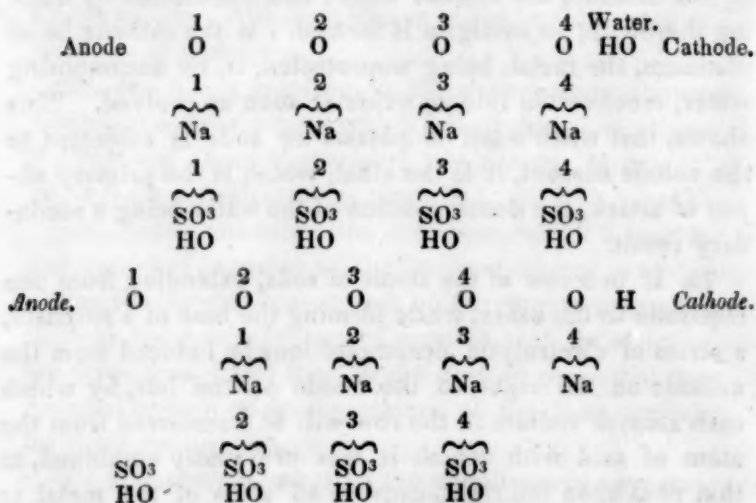 1 2 3 4 Water.
Anode O O O O HO Cathode.
1 2 3 4
Na Na Na Na
1 2 3 4
SO³ SO³ SO³ SO³
HO HO HO HO
1 2 3 4
Anode. O O O O O H Cathode.
1 2 3 4
Na Na Na Na
2 3 4
SO³ SO³ SO³ SO³
HO HO HO HO